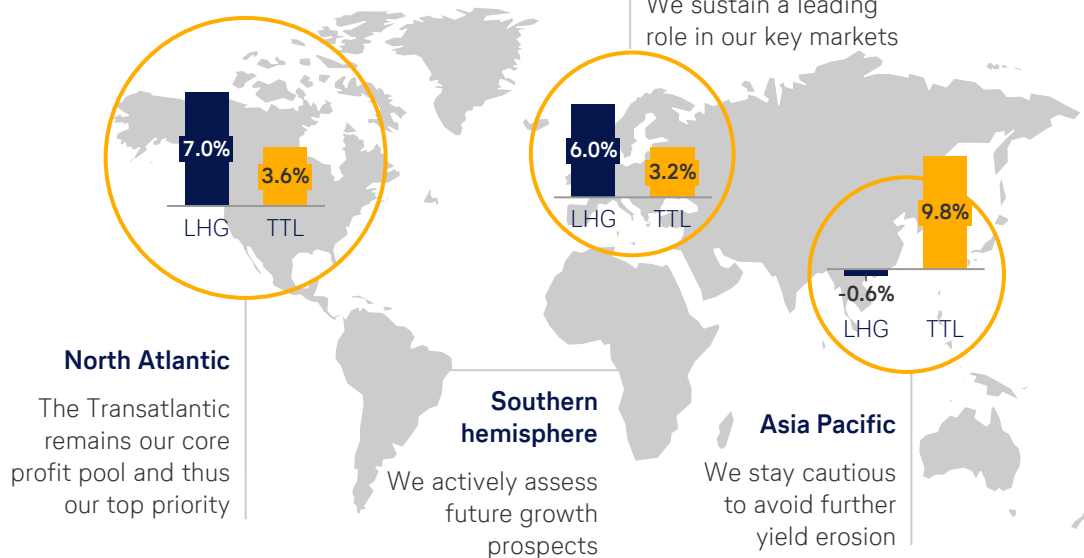 We sustain a leading
role in our key markets
7.0%
3.6%
LHG TTL
6.0%
3.2%
LHG TTL
9.8%
-0.6%
LHG TTL
North Atlantic
The Transatlantic
remains our core
profit pool and thus
our top priority
Southern
hemisphere
We actively assess
future growth
prospects
Asia Pacific
We stay cautious
to avoid further
yield erosion